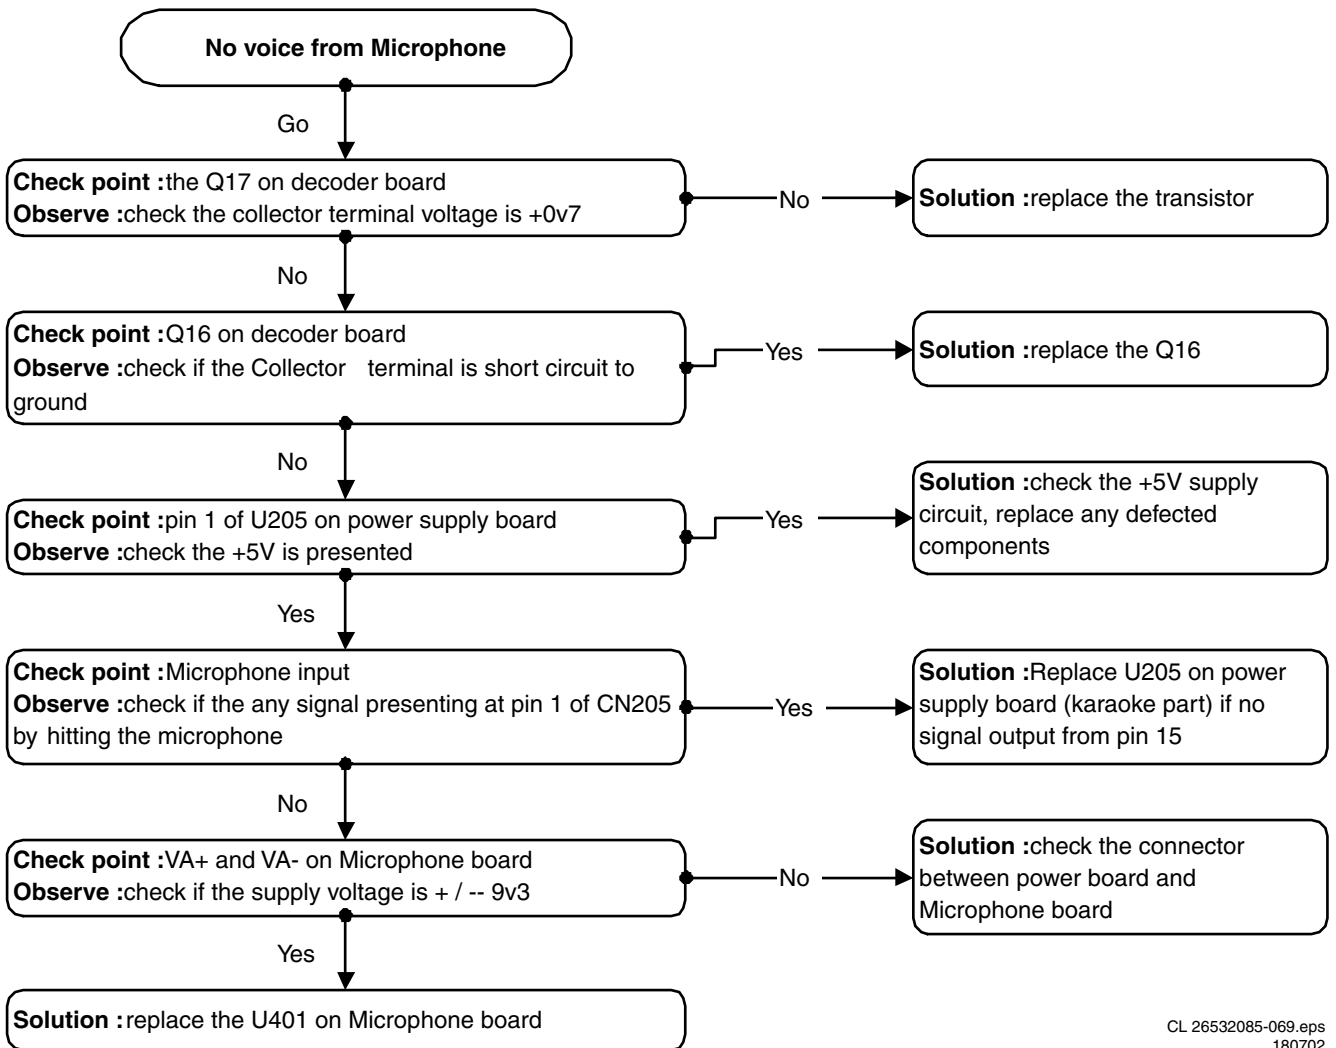 No voice from Microphone
Go
Check point :the Q17 on decoder board
Observe :check the collector terminal voltage is +0v7
No
Solution :replace the transistor
No
Check point :Q16 on decoder board
Observe :check if the Collector terminal is short circuit to
ground
Yes
Solution :replace the Q16
No
Check point :pin 1 of U205 on power supply board
Observe :check the +5V is presented
Yes
Solution :check the +5V supply
circuit, replace any defected
components
Yes
Check point :Microphone input
Observe :check if the any signal presenting at pin 1 of CN205
by hitting the microphone
Yes
Solution :Replace U205 on power
supply board (karaoke part) if no
signal output from pin 15
No
Check point :VA+ and VA- on Microphone board
Observe :check if the supply voltage is + / -- 9v3
No
Solution :check the connector
between power board and
Microphone board
Yes
Solution :replace the U401 on Microphone board
CL 26532085-069.eps
180702